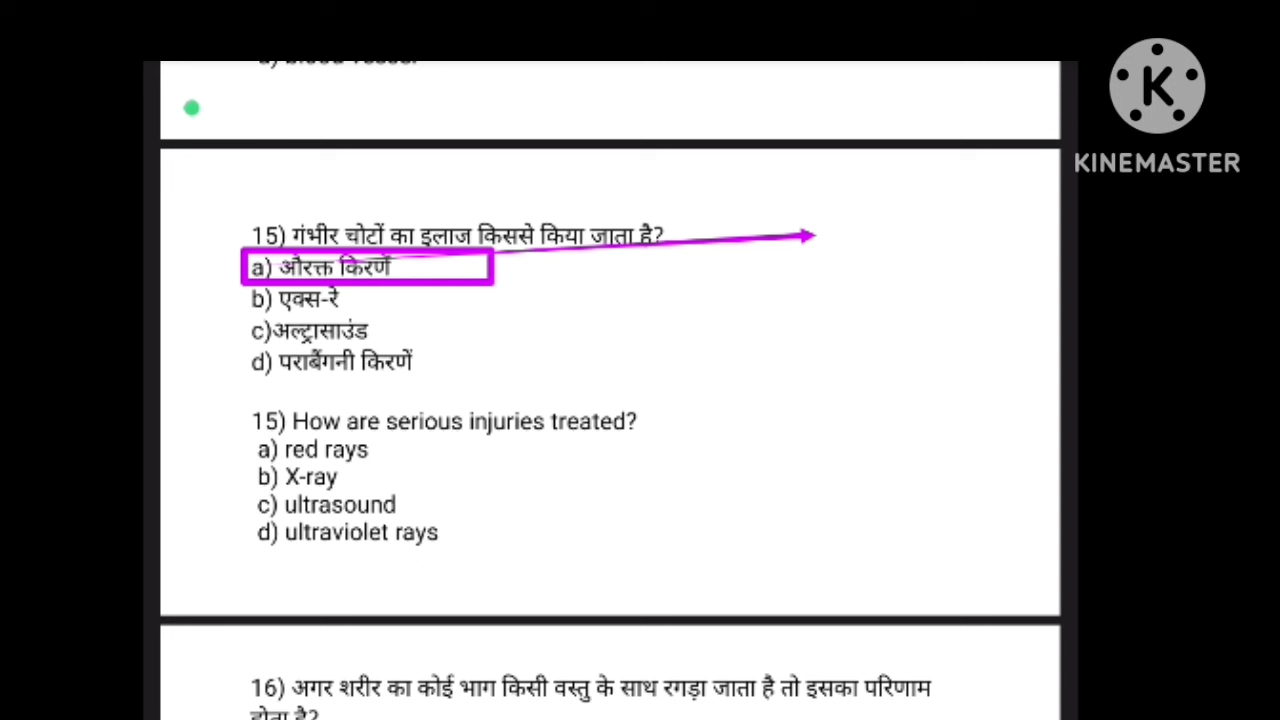 KINEMASTER
15) गंभीर चोटों का इलाज किससे किया जाता है?
a) औरक्त किरणें
b) एक्स-रे
c)अल्ट्रासाउंड
d) पराबैंगनी किरणें
15) How are serious injuries treated?
a) red rays
b) X-ray
c) ultrasound
d) ultraviolet rays
16) अगर शरीर का कोई भाग किसी वस्तु के साथ रगड़ा जाता है तो इसका परिणाम
होता है?